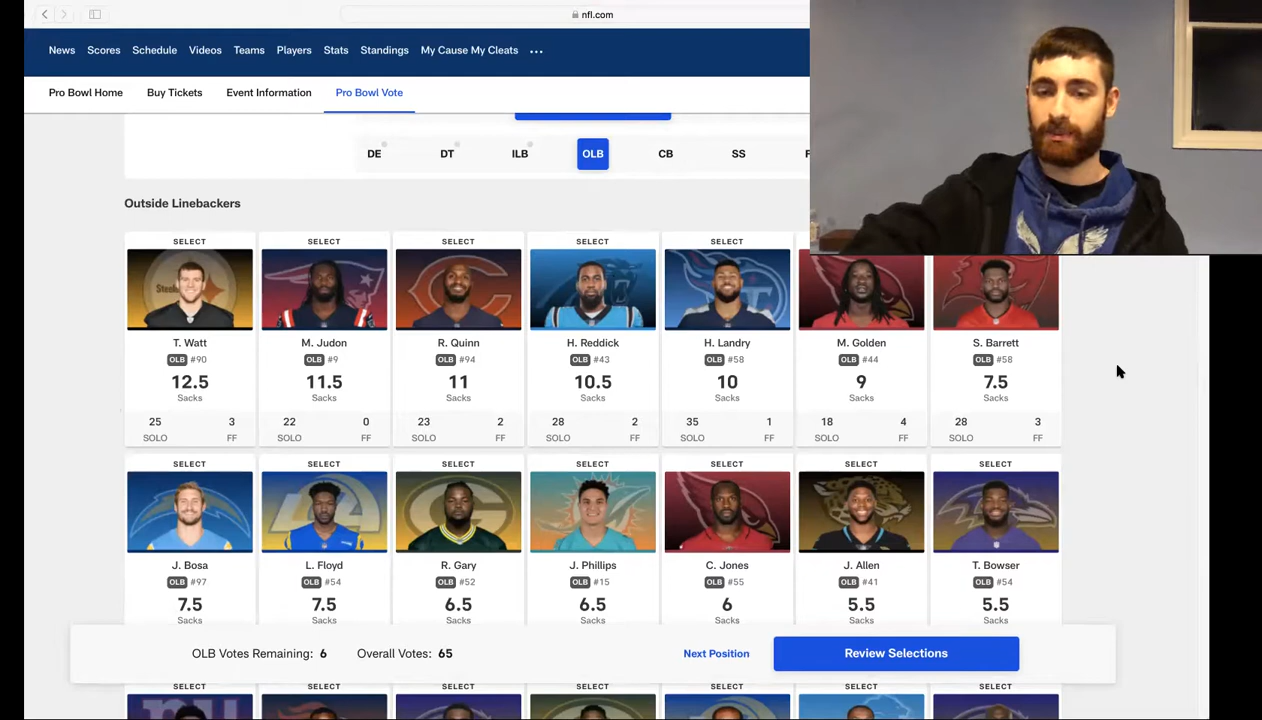 nfl.com
News Scores Schedule Videos Teams Players Stats Standings My Cause My Cleats ...
Pro Bowl Home Buy Tickets Event Information Pro Bowl Vote
DE DT ILB OLB CB SS F
Outside Linebackers
SELECT SELECT SELECT SELECT SELECT
Steelers
T. Watt M. Judon R. Quinn H. Reddick H. Landry M. Golden S. Barrett
OLB #90 OLB #9 OLB #94 OLB #43 OLB #58 OLB #44 OLB #58
12.5 11.5 11 10.5 10 9 7.5
Sacks Sacks Sacks Sacks Sacks Sacks Sacks
25 3 22 0 23 2 28 2 35 1 18 4 28 3
SOLO FF SOLO FF SOLO FF SOLO FF SOLO FF SOLO FF SOLO FF
SELECT SELECT SELECT SELECT SELECT SELECT SELECT
J. Bosa L. Floyd R. Gary J. Phillips C. Jones J. Allen T. Bowser
OLB #97 OLB #54 OLB #52 OLB #15 OLB #55 OLB #41 OLB #54
7.5 7.5 6.5 6.5 6 5.5 5.5
Sacks Sacks Sacks Sacks Sacks Sacks Sacks
OLB Votes Remaining: 6 Overall Votes: 65 Next Position Review Selections
SELECT SELECT SELECT SELECT SELECT SELECT SELECT